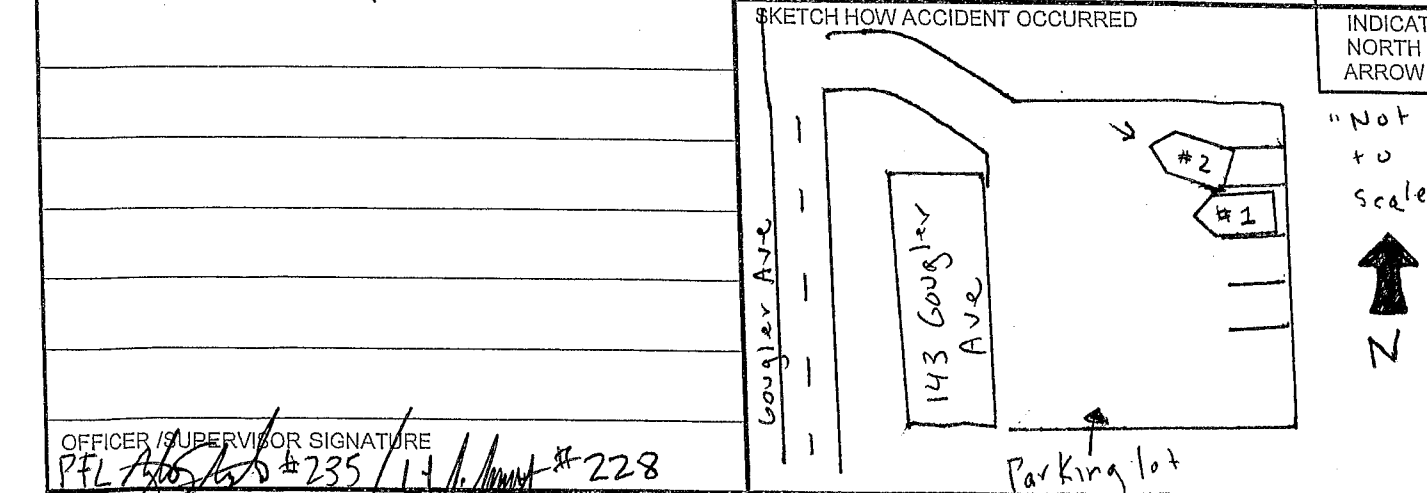 SKETCH HOW ACCIDENT OCCURRED
INDICAT
NORTH
ARROW
"Not
to
scale
#2
#1
Gougler Ave
143 Gougler
Ave
N
Parking lot
OFFICER /SUPERVISOR SIGNATURE
PFL #235 / #228